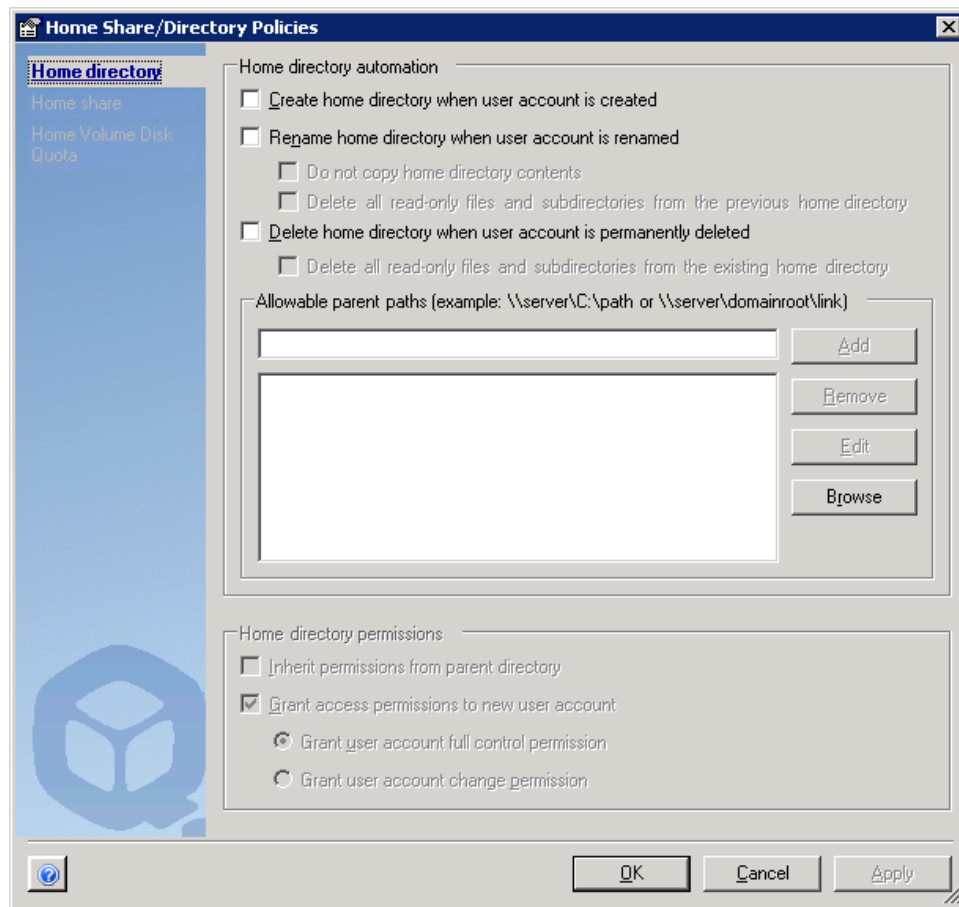 Home Share/Directory Policies
Home directory
Home share
Home Volume Disk
Quota
Home directory automation
Create home directory when user account is created
Rename home directory when user account is renamed
Do not copy home directory contents
Delete all read-only files and subdirectories from the previous home directory
Delete home directory when user account is permanently deleted
Delete all read-only files and subdirectories from the existing home directory
Allowable parent paths (example: \\server\C:\path or \\server\domainroot\link)
Add
Remove
Edit
Browse
Home directory permissions
Inherit permissions from parent directory
Grant access permissions to new user account
Grant user account full control permission
Grant user account change permission
OK
Cancel
Apply